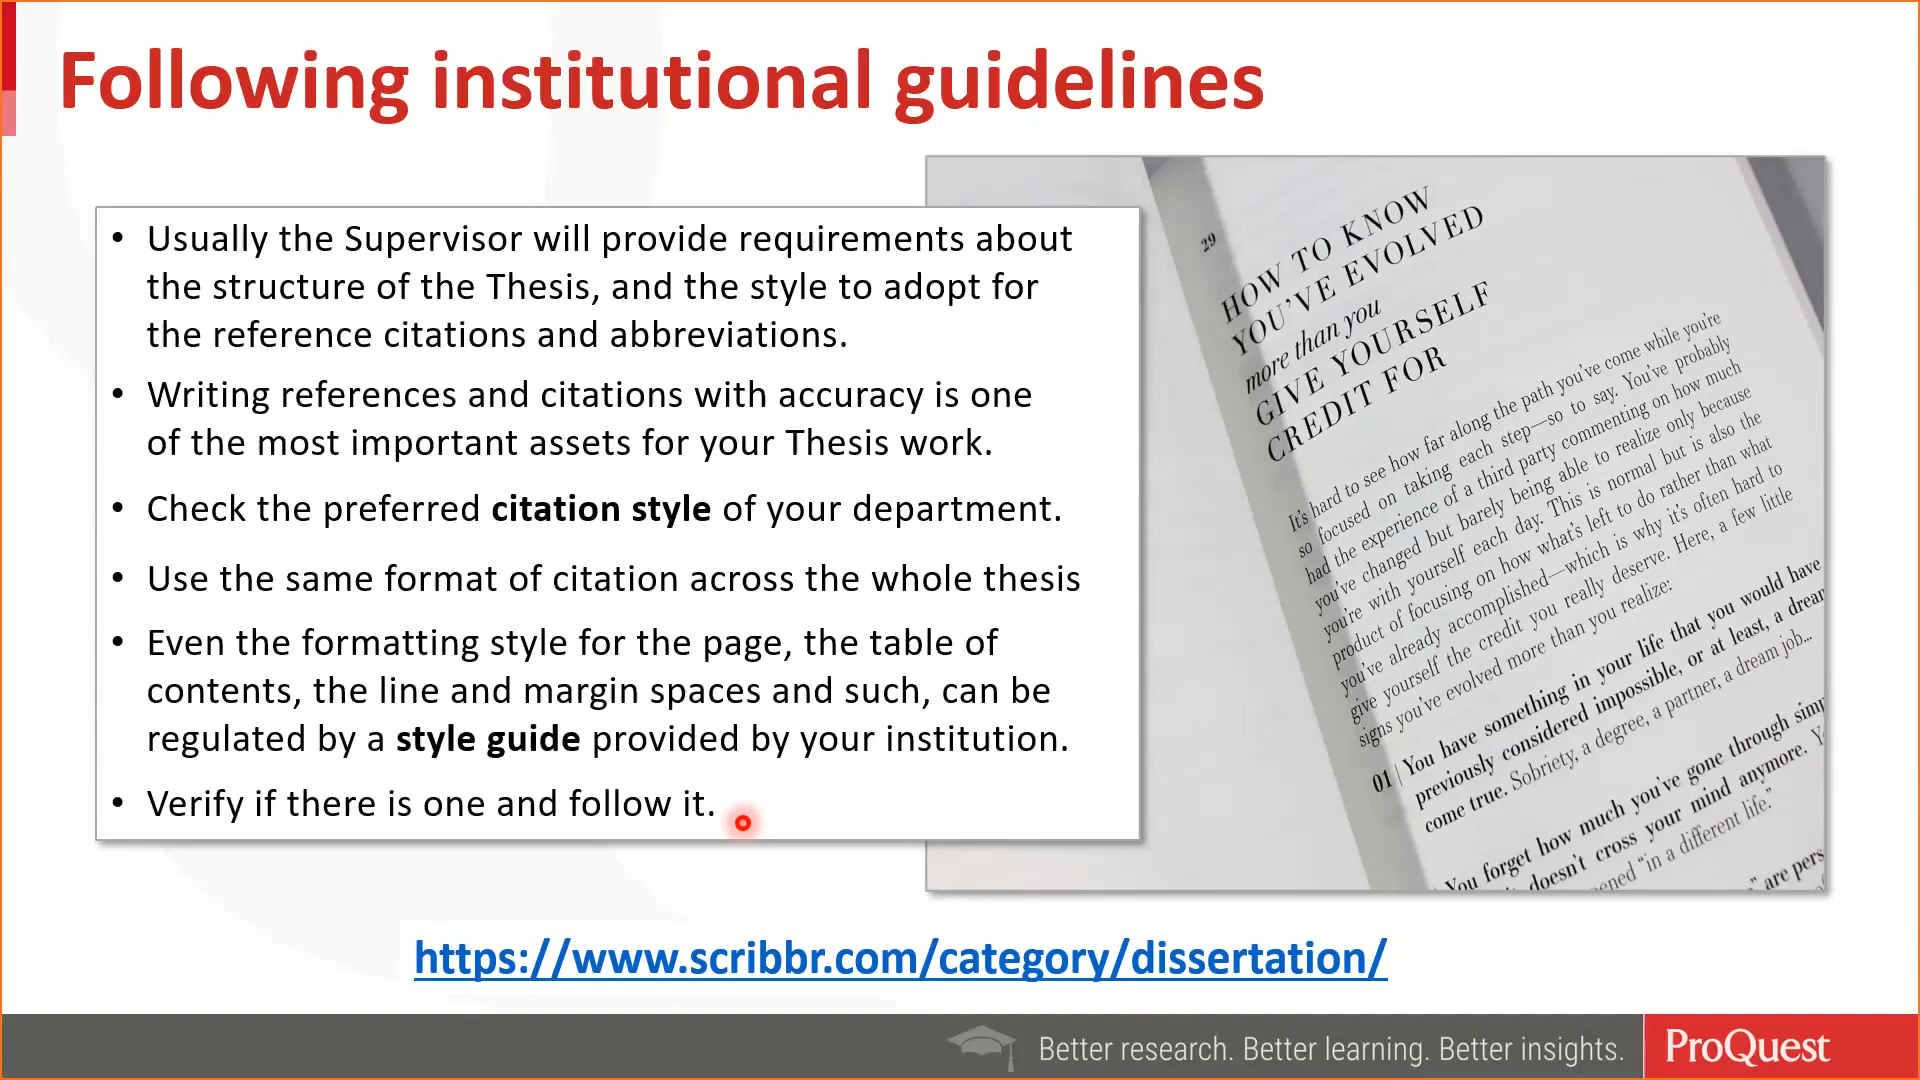 Following institutional guidelines
• Usually the Supervisor will provide requirements about
the structure of the Thesis, and the style to adopt for
the reference citations and abbreviations.
• Writing references and citations with accuracy is one
of the most important assets for your Thesis work.
• Check the preferred citation style of your department.
• Use the same format of citation across the whole thesis
• Even the formatting style for the page, the table of
contents, the line and margin spaces and such, can be
regulated by a style guide provided by your institution.
• Verify if there is one and follow it.
29
HOW TO KNOW
YOU'VE EVOLVED
more than you
GIVE YOURSELF
CREDIT FOR
It's hard to see how far along the path you've come while you're
so focused on taking each step—so to say. You've probably
had the experience of a third party commenting on how much
you've changed but barely being able to realize only because
you're with yourself each day. This is normal but is also the
product of focusing on how what's left to do rather than what
you've already accomplished—which is why it's often hard to
give yourself the credit you really deserve. Here, a few little
signs you've evolved more than you realize:
01 | You have something in your life that you would have
previously considered impossible, or at least, a dream
come true. Sobriety, a degree, a partner, a dream job...
You forget how much you've gone through
doesn't cross your mind anymore.
"in a different life."
are
https://www.scribbr.com/category/dissertation/
Better research. Better learning. Better insights.
ProQuest